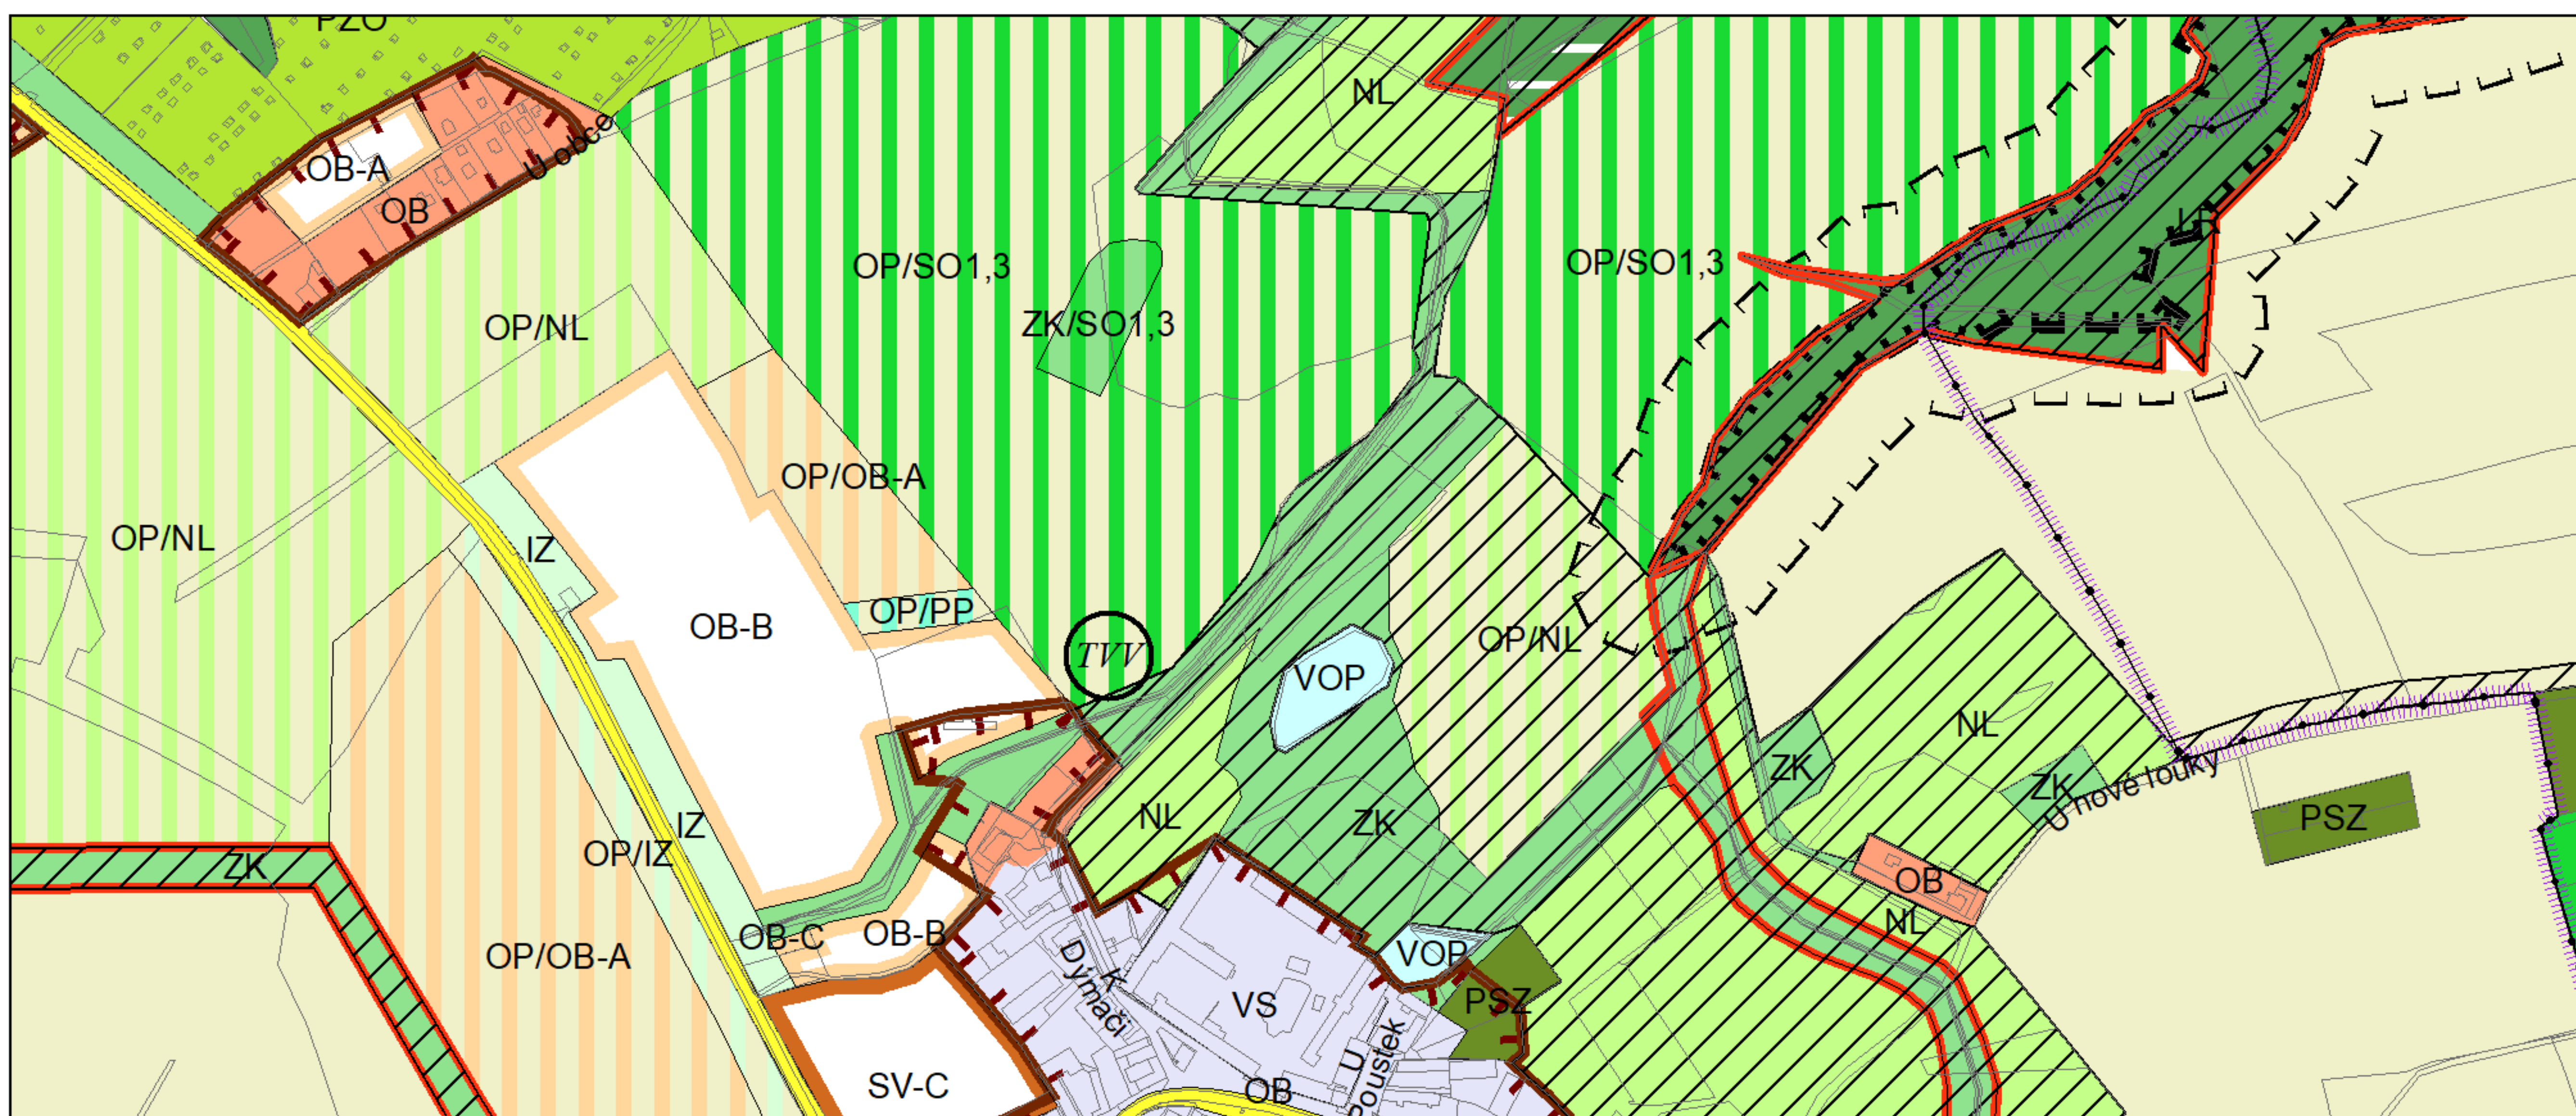 PZO
NL
OB-A
U obce
OB
LR
OP/SO1,3
OP/SO1,3
OP/NL
ZK/SO1,3
OP/OB-A
OP/NL
IZ
OP/PP
OB-B
TVV
OP/NL
VOP
NL
ZK
ZK
U nové louky
PSZ
NL
ZK
IZ
OP/IZ
ZK
OB
NL
OB-C
OB-B
VOP
OP/OB-A
K
Dýmači
VS
PSZ
U
Poustek
SV-C
OB